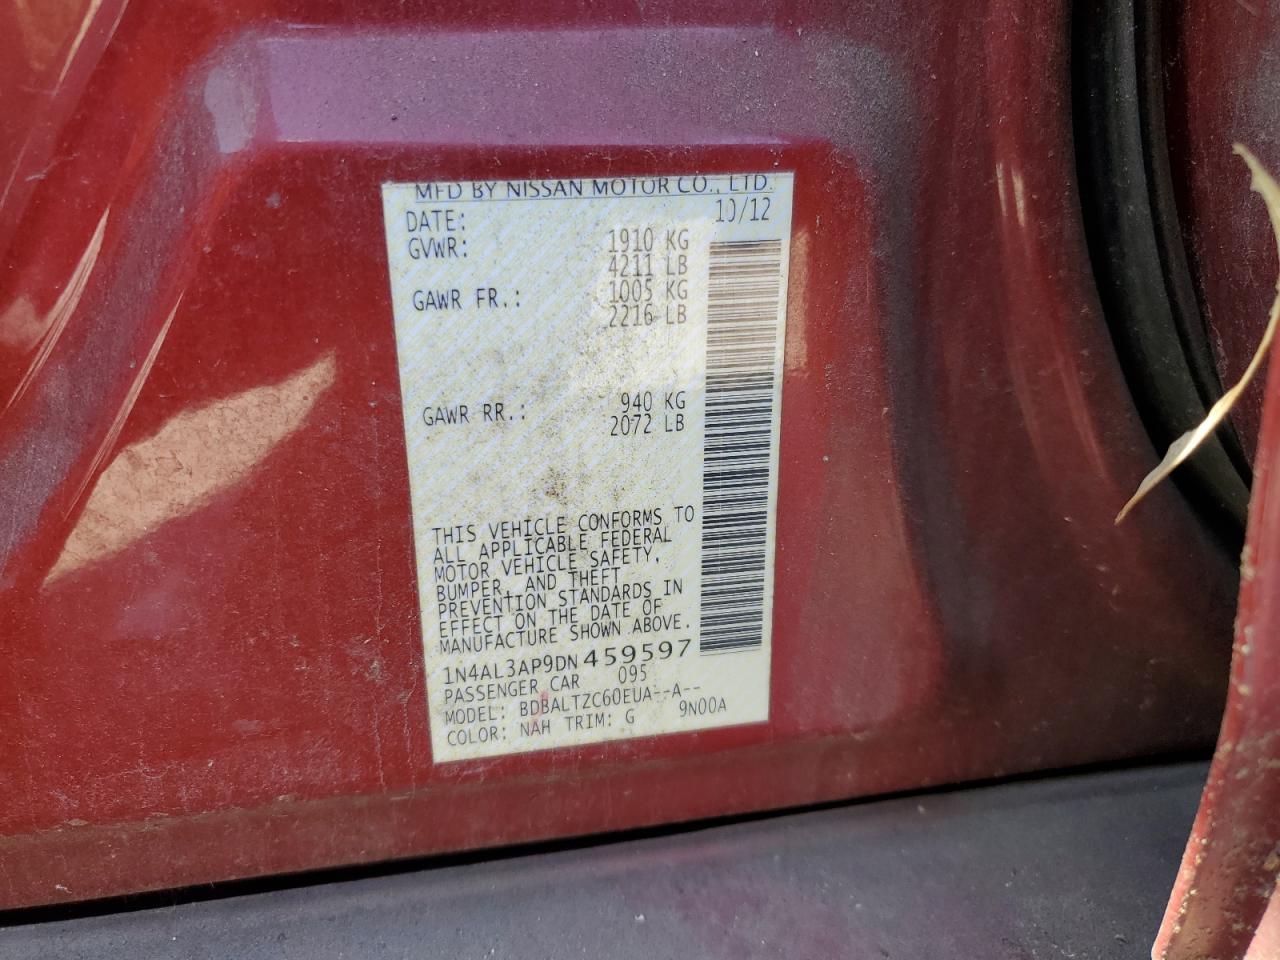 MFD BY NISSAN MOTOR CO., LTD.
DATE: 10/12
GVWR: 1910 KG
4211 LB
GAWR FR.: 1005 KG
2216 LB
GAWR RR.: 940 KG
2072 LB
THIS VEHICLE CONFORMS TO
ALL APPLICABLE FEDERAL
MOTOR VEHICLE SAFETY,
BUMPER, AND THEFT
PREVENTION STANDARDS IN
EFFECT ON THE DATE OF
MANUFACTURE SHOWN ABOVE.
1N4AL3AP9DN459597
PASSENGER CAR 095
MODEL: BDBALTZC60EUA--A--
COLOR: NAH TRIM: G 9N00A